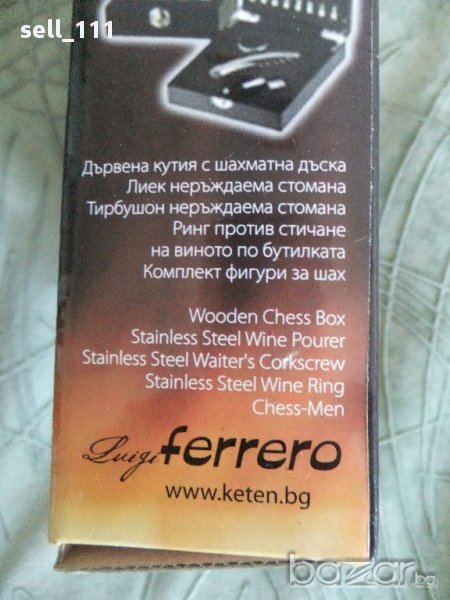 sell_111
Дървена кутия с шахматна дъска
Лиек неръждаема стомана
Тирбушон неръждаема стомана
Ринг против стичане
на виното по бутилката
Комплект фигури за шах
Wooden Chess Box
Stainless Steel Wine Pourer
Stainless Steel Waiter's Corkscrew
Stainless Steel Wine Ring
Chess-Men
Luigi ferrero
www.keten.bg
bazar.bg